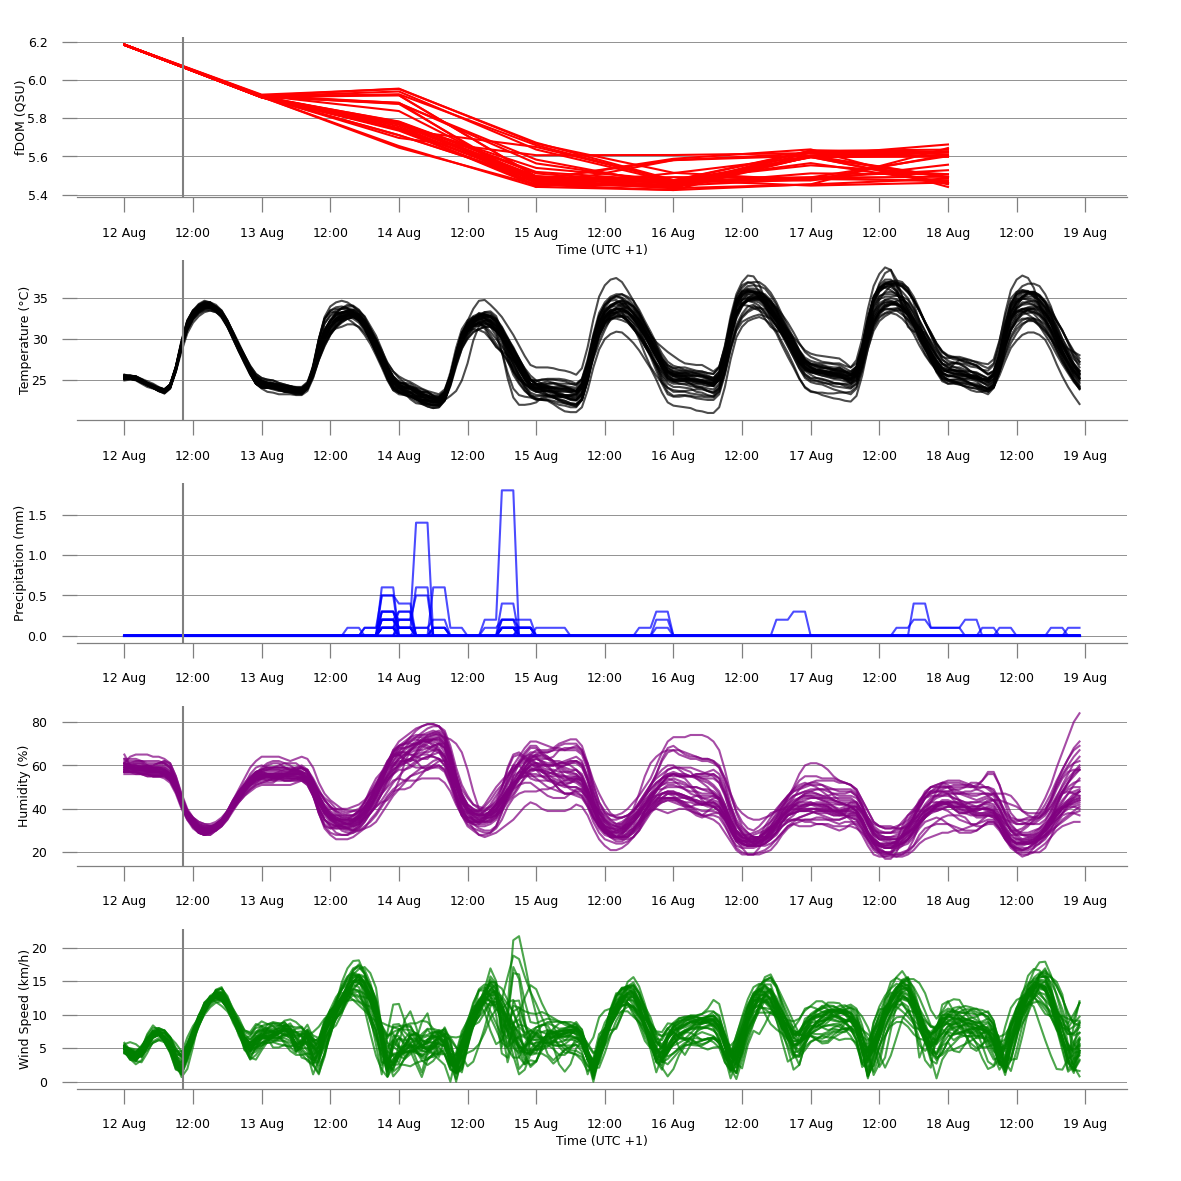 fDOM (QSU)
6.2
6.0
5.8
5.6
5.4
12 Aug 12:00 13 Aug 12:00 14 Aug 12:00 15 Aug 12:00 16 Aug 12:00 17 Aug 12:00 18 Aug 12:00 19 Aug
Time (UTC +1)
Temperature (°C)
35
30
25
12 Aug 12:00 13 Aug 12:00 14 Aug 12:00 15 Aug 12:00 16 Aug 12:00 17 Aug 12:00 18 Aug 12:00 19 Aug
Precipitation (mm)
1.5
1.0
0.5
0.0
12 Aug 12:00 13 Aug 12:00 14 Aug 12:00 15 Aug 12:00 16 Aug 12:00 17 Aug 12:00 18 Aug 12:00 19 Aug
Humidity (%)
80
60
40
20
12 Aug 12:00 13 Aug 12:00 14 Aug 12:00 15 Aug 12:00 16 Aug 12:00 17 Aug 12:00 18 Aug 12:00 19 Aug
Wind Speed (km/h)
20
15
10
5
0
12 Aug 12:00 13 Aug 12:00 14 Aug 12:00 15 Aug 12:00 16 Aug 12:00 17 Aug 12:00 18 Aug 12:00 19 Aug
Time (UTC +1)